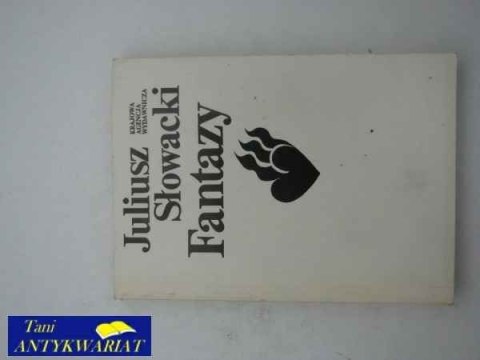 KRAJOWA
AGENCJA
WYDAWNICZA
Juliusz
Słowacki
Fantazy
Tani
ANTYKWARIAT